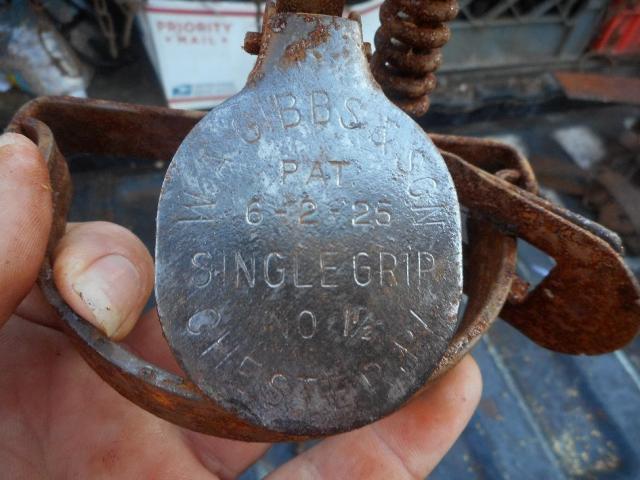 PRIORITY
MAIL
W. A. GIBBS & SON
PAT
6-2-25
SINGLE GRIP
NO 1½
CHESTER. PA.